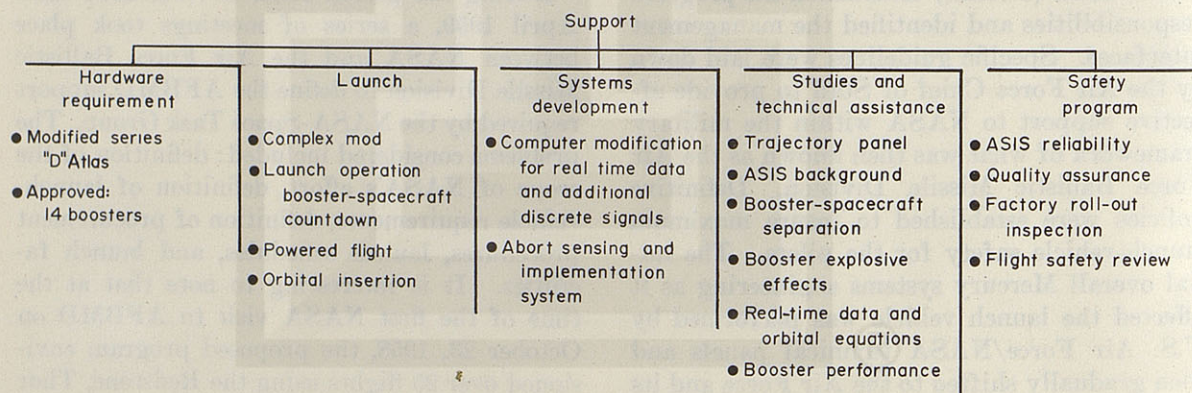 Support
Hardware
requirement
● Modified series
"D"Atlas
● Approved:
14 boosters
Launch
● Complex mod
● Launch operation
booster-spacecraft
countdown
● Powered flight
● Orbital insertion
Systems
development
● Computer modification
for real time data
and additional
discrete signals
● Abort sensing and
implementation
system
Studies and
technical assistance
● Trajectory panel
● ASIS background
● Booster-spacecraft
separation
● Booster explosive
effects
● Real-time data and
orbital equations
● Booster performance
Safety
program
● ASIS reliability
● Quality assurance
● Factory roll-out
inspection
● Flight safety review